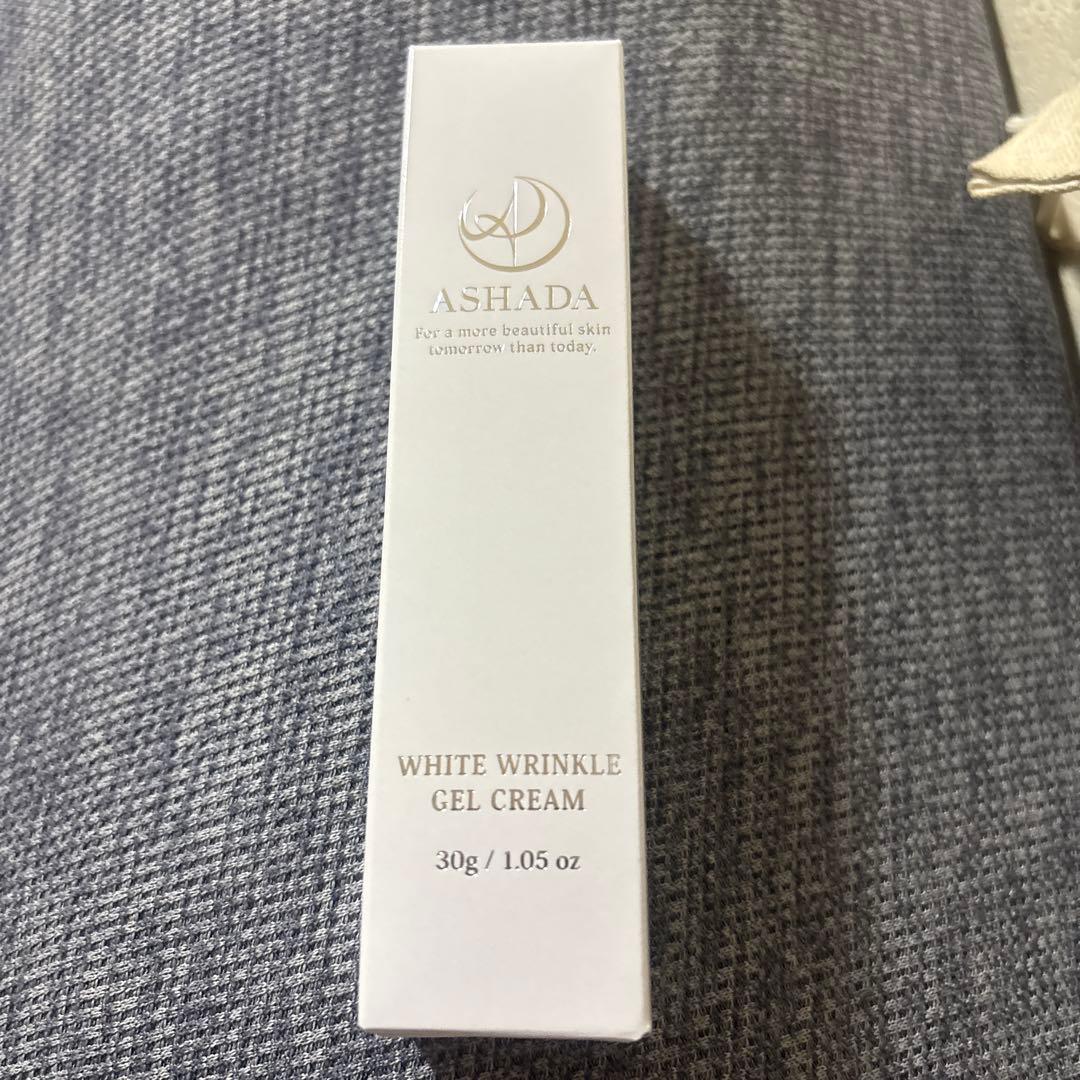 ASHADA
For a more beautiful skin
tomorrow than today.
WHITE WRINKLE
GEL CREAM
30g / 1.05 oz